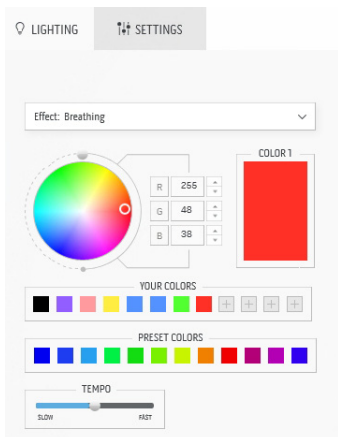 LIGHTING
SETTINGS
Effect: Breathing
COLOR 1
R 255
G 48
B 38
YOUR COLORS
PRESET COLORS
TEMPO
SLOW FAST